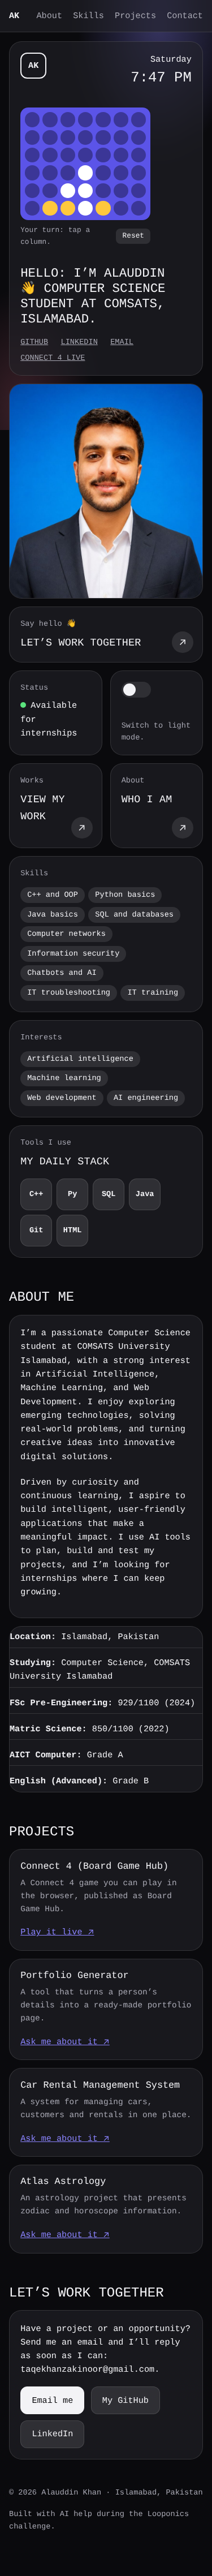 AK About Skills Projects Contact
AK
Saturday
7:47 PM
Your turn: tap a
column.
Reset
HELLO: I’M ALAUDDIN
👋 COMPUTER SCIENCE
STUDENT AT COMSATS,
ISLAMABAD.
GITHUB LINKEDIN EMAIL
CONNECT 4 LIVE
Say hello 👋
LET’S WORK TOGETHER
↗
Status
Available
for
internships
Switch to light
mode.
Works
VIEW MY
WORK
↗
About
WHO I AM
↗
Skills
C++ and OOP Python basics
Java basics SQL and databases
Computer networks
Information security
Chatbots and AI
IT troubleshooting IT training
Interests
Artificial intelligence
Machine learning
Web development AI engineering
Tools I use
MY DAILY STACK
C++ Py SQL Java
Git HTML
ABOUT ME
I’m a passionate Computer Science
student at COMSATS University
Islamabad, with a strong interest
in Artificial Intelligence,
Machine Learning, and Web
Development. I enjoy exploring
emerging technologies, solving
real-world problems, and turning
creative ideas into innovative
digital solutions.
Driven by curiosity and
continuous learning, I aspire to
build intelligent, user-friendly
applications that make a
meaningful impact. I use AI tools
to plan, build and test my
projects, and I’m looking for
internships where I can keep
growing.
Location: Islamabad, Pakistan
Studying: Computer Science, COMSATS
University Islamabad
FSc Pre-Engineering: 929/1100 (2024)
Matric Science: 850/1100 (2022)
AICT Computer: Grade A
English (Advanced): Grade B
PROJECTS
Connect 4 (Board Game Hub)
A Connect 4 game you can play in
the browser, published as Board
Game Hub.
Play it live ↗
Portfolio Generator
A tool that turns a person’s
details into a ready-made portfolio
page.
Ask me about it ↗
Car Rental Management System
A system for managing cars,
customers and rentals in one place.
Ask me about it ↗
Atlas Astrology
An astrology project that presents
zodiac and horoscope information.
Ask me about it ↗
LET’S WORK TOGETHER
Have a project or an opportunity?
Send me an email and I’ll reply
as soon as I can:
taqekhanzakinoor@gmail.com.
Email me My GitHub
LinkedIn
© 2026 Alauddin Khan · Islamabad, Pakistan
Built with AI help during the Looponics
challenge.